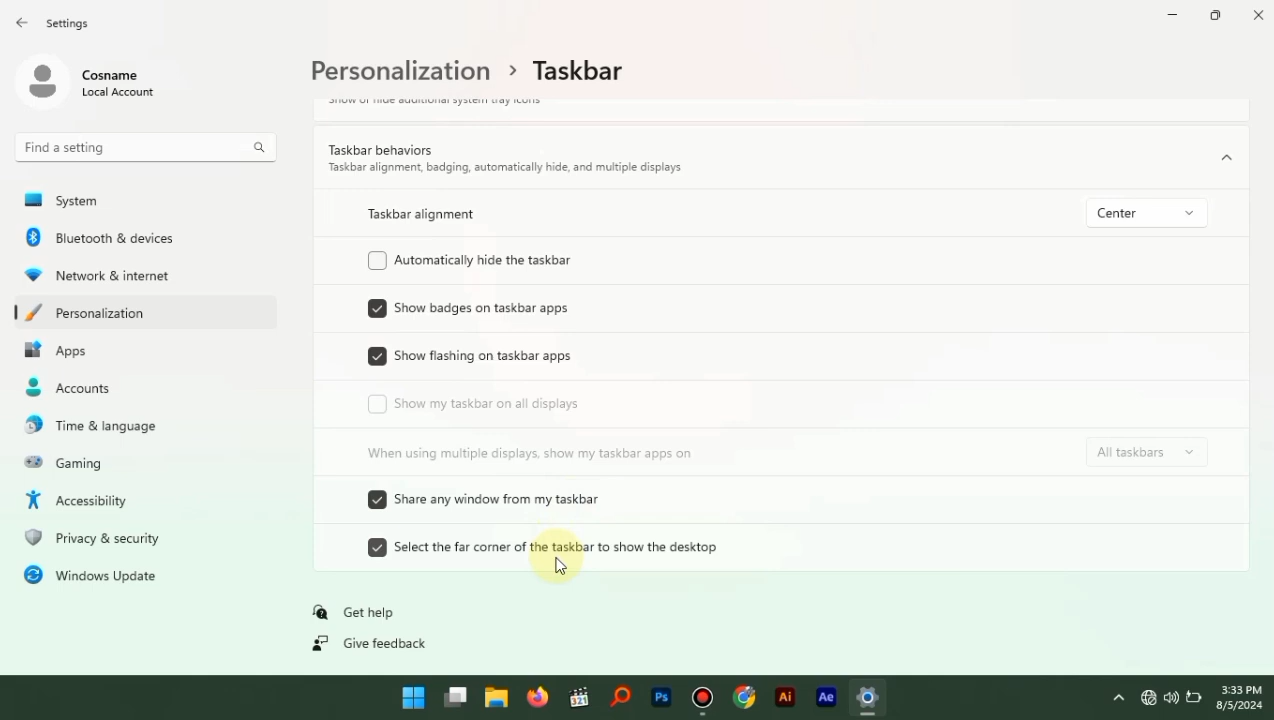 Settings
Cosname
Local Account
Find a setting
System
Bluetooth & devices
Network & internet
Personalization
Apps
Accounts
Time & language
Gaming
Accessibility
Privacy & security
Windows Update
Personalization > Taskbar
Show or hide additional system tray icons
Taskbar behaviors
Taskbar alignment, badging, automatically hide, and multiple displays
Taskbar alignment Center
Automatically hide the taskbar
Show badges on taskbar apps
Show flashing on taskbar apps
Show my taskbar on all displays
When using multiple displays, show my taskbar apps on All taskbars
Share any window from my taskbar
Select the far corner of the taskbar to show the desktop
Get help
Give feedback
321 Ps Ai Ae
3:33 PM
8/5/2024